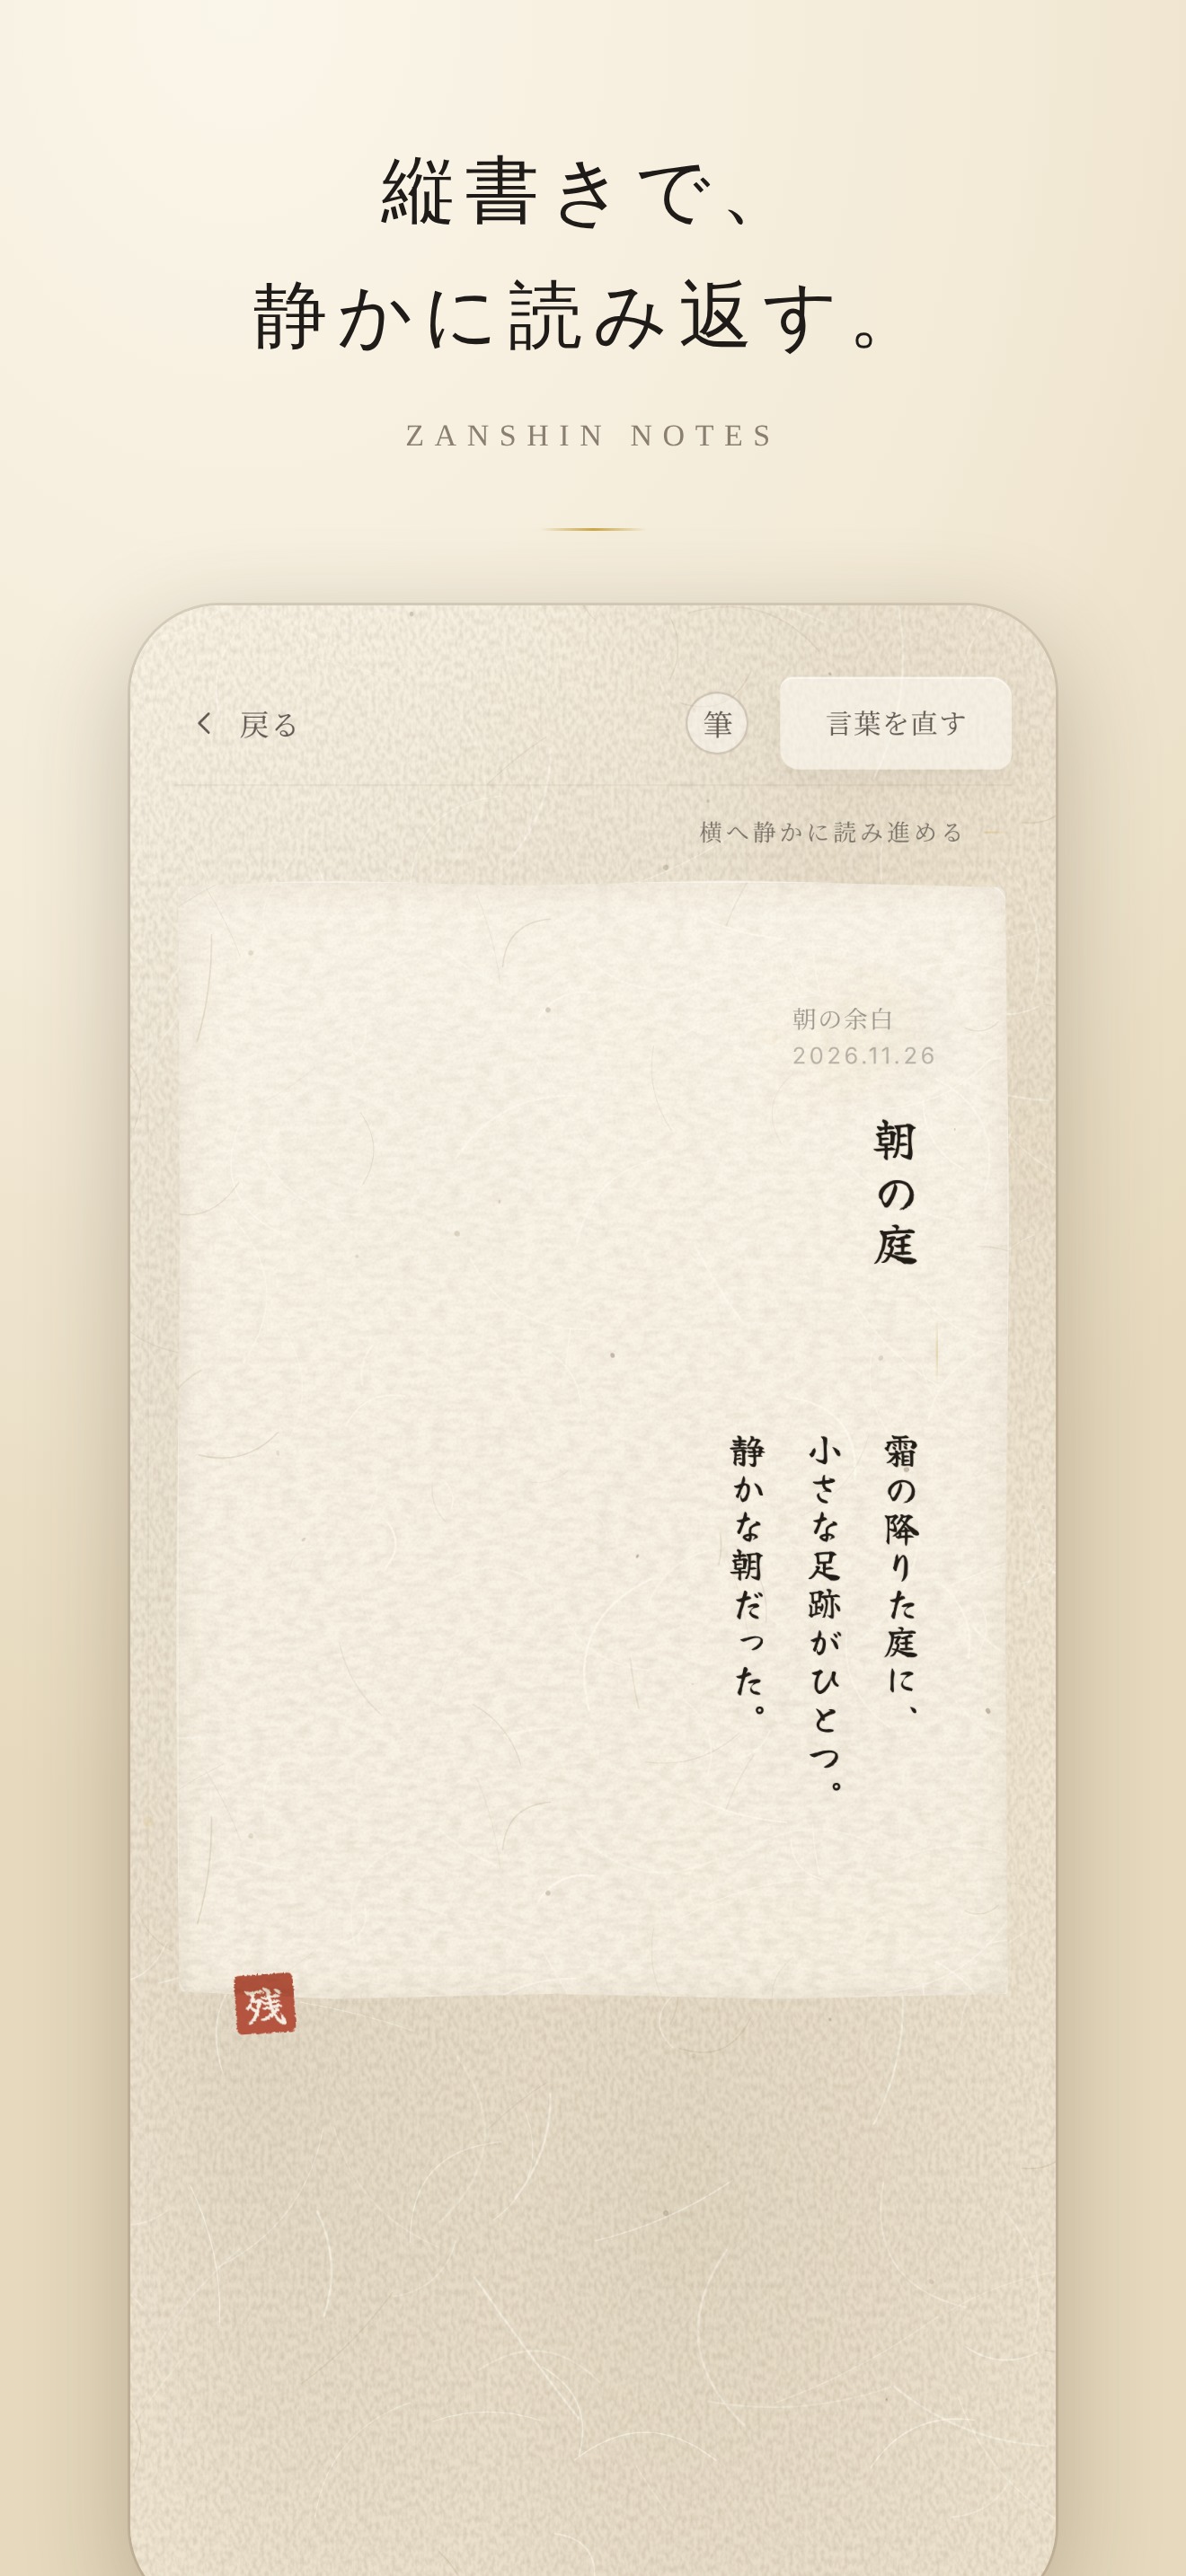 縦書きで、
静かに読み返す。
ZANSHIN NOTES
戻る
筆
言葉を直す
横へ静かに読み進める
朝の余白
2026.11.26
朝の庭
霜の降りた庭に、
小さな足跡がひとつ。
静かな朝だった。
残